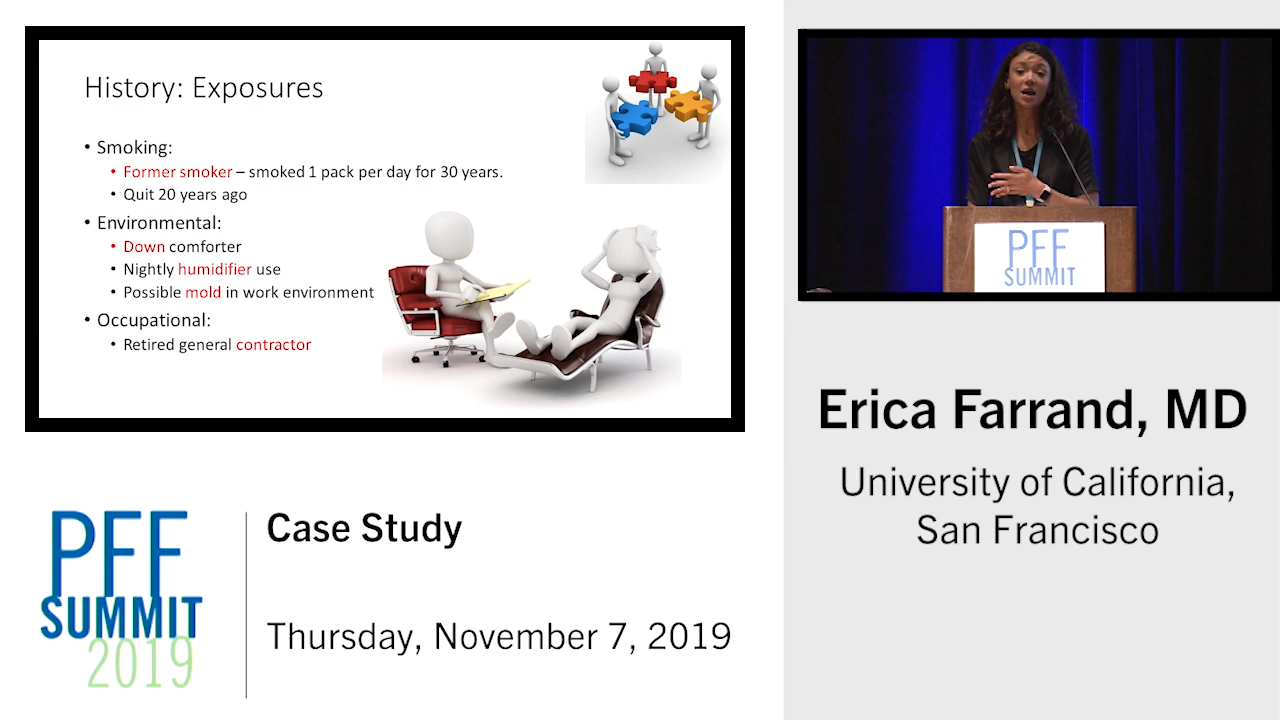 History: Exposures
• Smoking:
• Former smoker – smoked 1 pack per day for 30 years.
• Quit 20 years ago
• Environmental:
• Down comforter
• Nightly humidifier use
• Possible mold in work environment
• Occupational:
• Retired general contractor
PFF
SUMMIT
Erica Farrand, MD
University of California,
San Francisco
PFF
SUMMIT
2019
Case Study
Thursday, November 7, 2019